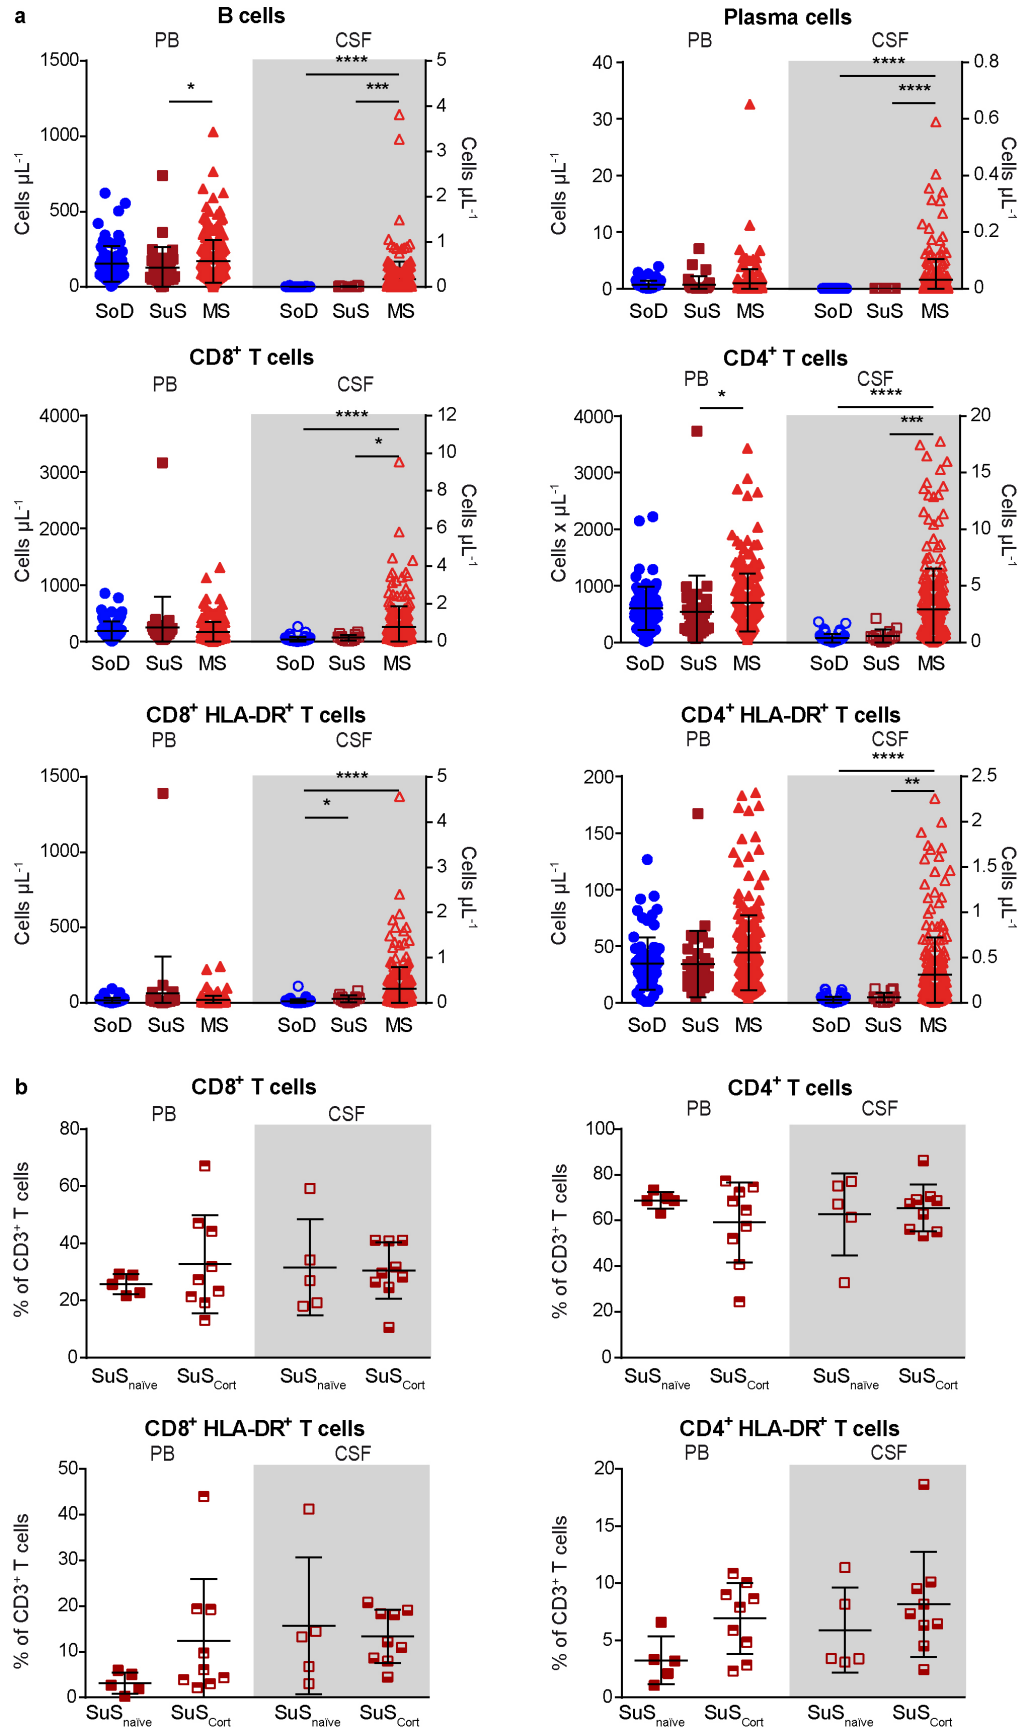 a
B cells
PB CSF
1500
1000
500
0
Cells µL-1
* **** ***
5
4
3
2
1
0
Cells µL-1
SoD SuS MS SoD SuS MS
Plasma cells
PB CSF
40
30
20
10
0
Cells µL-1
**** ****
0.8
0.6
0.4
0.2
0
Cells µL-1
SoD SuS MS SoD SuS MS
CD8+ T cells
PB CSF
4000
3000
2000
1000
0
Cells µL-1
**** *
12
10
8
6
4
2
0
Cells µL-1
SoD SuS MS SoD SuS MS
CD4+ T cells
PB CSF
4000
3000
2000
1000
0
Cells x µL-1
* **** ***
20
15
10
5
0
Cells µL-1
SoD SuS MS SoD SuS MS
CD8+ HLA-DR+ T cells
PB CSF
1500
1000
500
0
Cells µL-1
**** *
5
4
3
2
1
0
Cells µL-1
SoD SuS MS SoD SuS MS
CD4+ HLA-DR+ T cells
PB CSF
200
150
100
50
0
Cells µL-1
**** **
2.5
2
1.5
1
0.5
0
Cells µL-1
SoD SuS MS SoD SuS MS
b
CD8+ T cells
PB CSF
80
60
40
20
0
% of CD3+ T cells
SuSnaïve SuSCort SuSnaïve SuSCort
CD4+ T cells
PB CSF
100
80
60
40
20
0
% of CD3+ T cells
SuSnaïve SuSCort SuSnaïve SuSCort
CD8+ HLA-DR+ T cells
PB CSF
50
40
30
20
10
0
% of CD3+ T cells
SuSnaïve SuSCort SuSnaïve SuSCort
CD4+ HLA-DR+ T cells
PB CSF
20
15
10
5
0
% of CD3+ T cells
SuSnaïve SuSCort SuSnaïve SuSCort